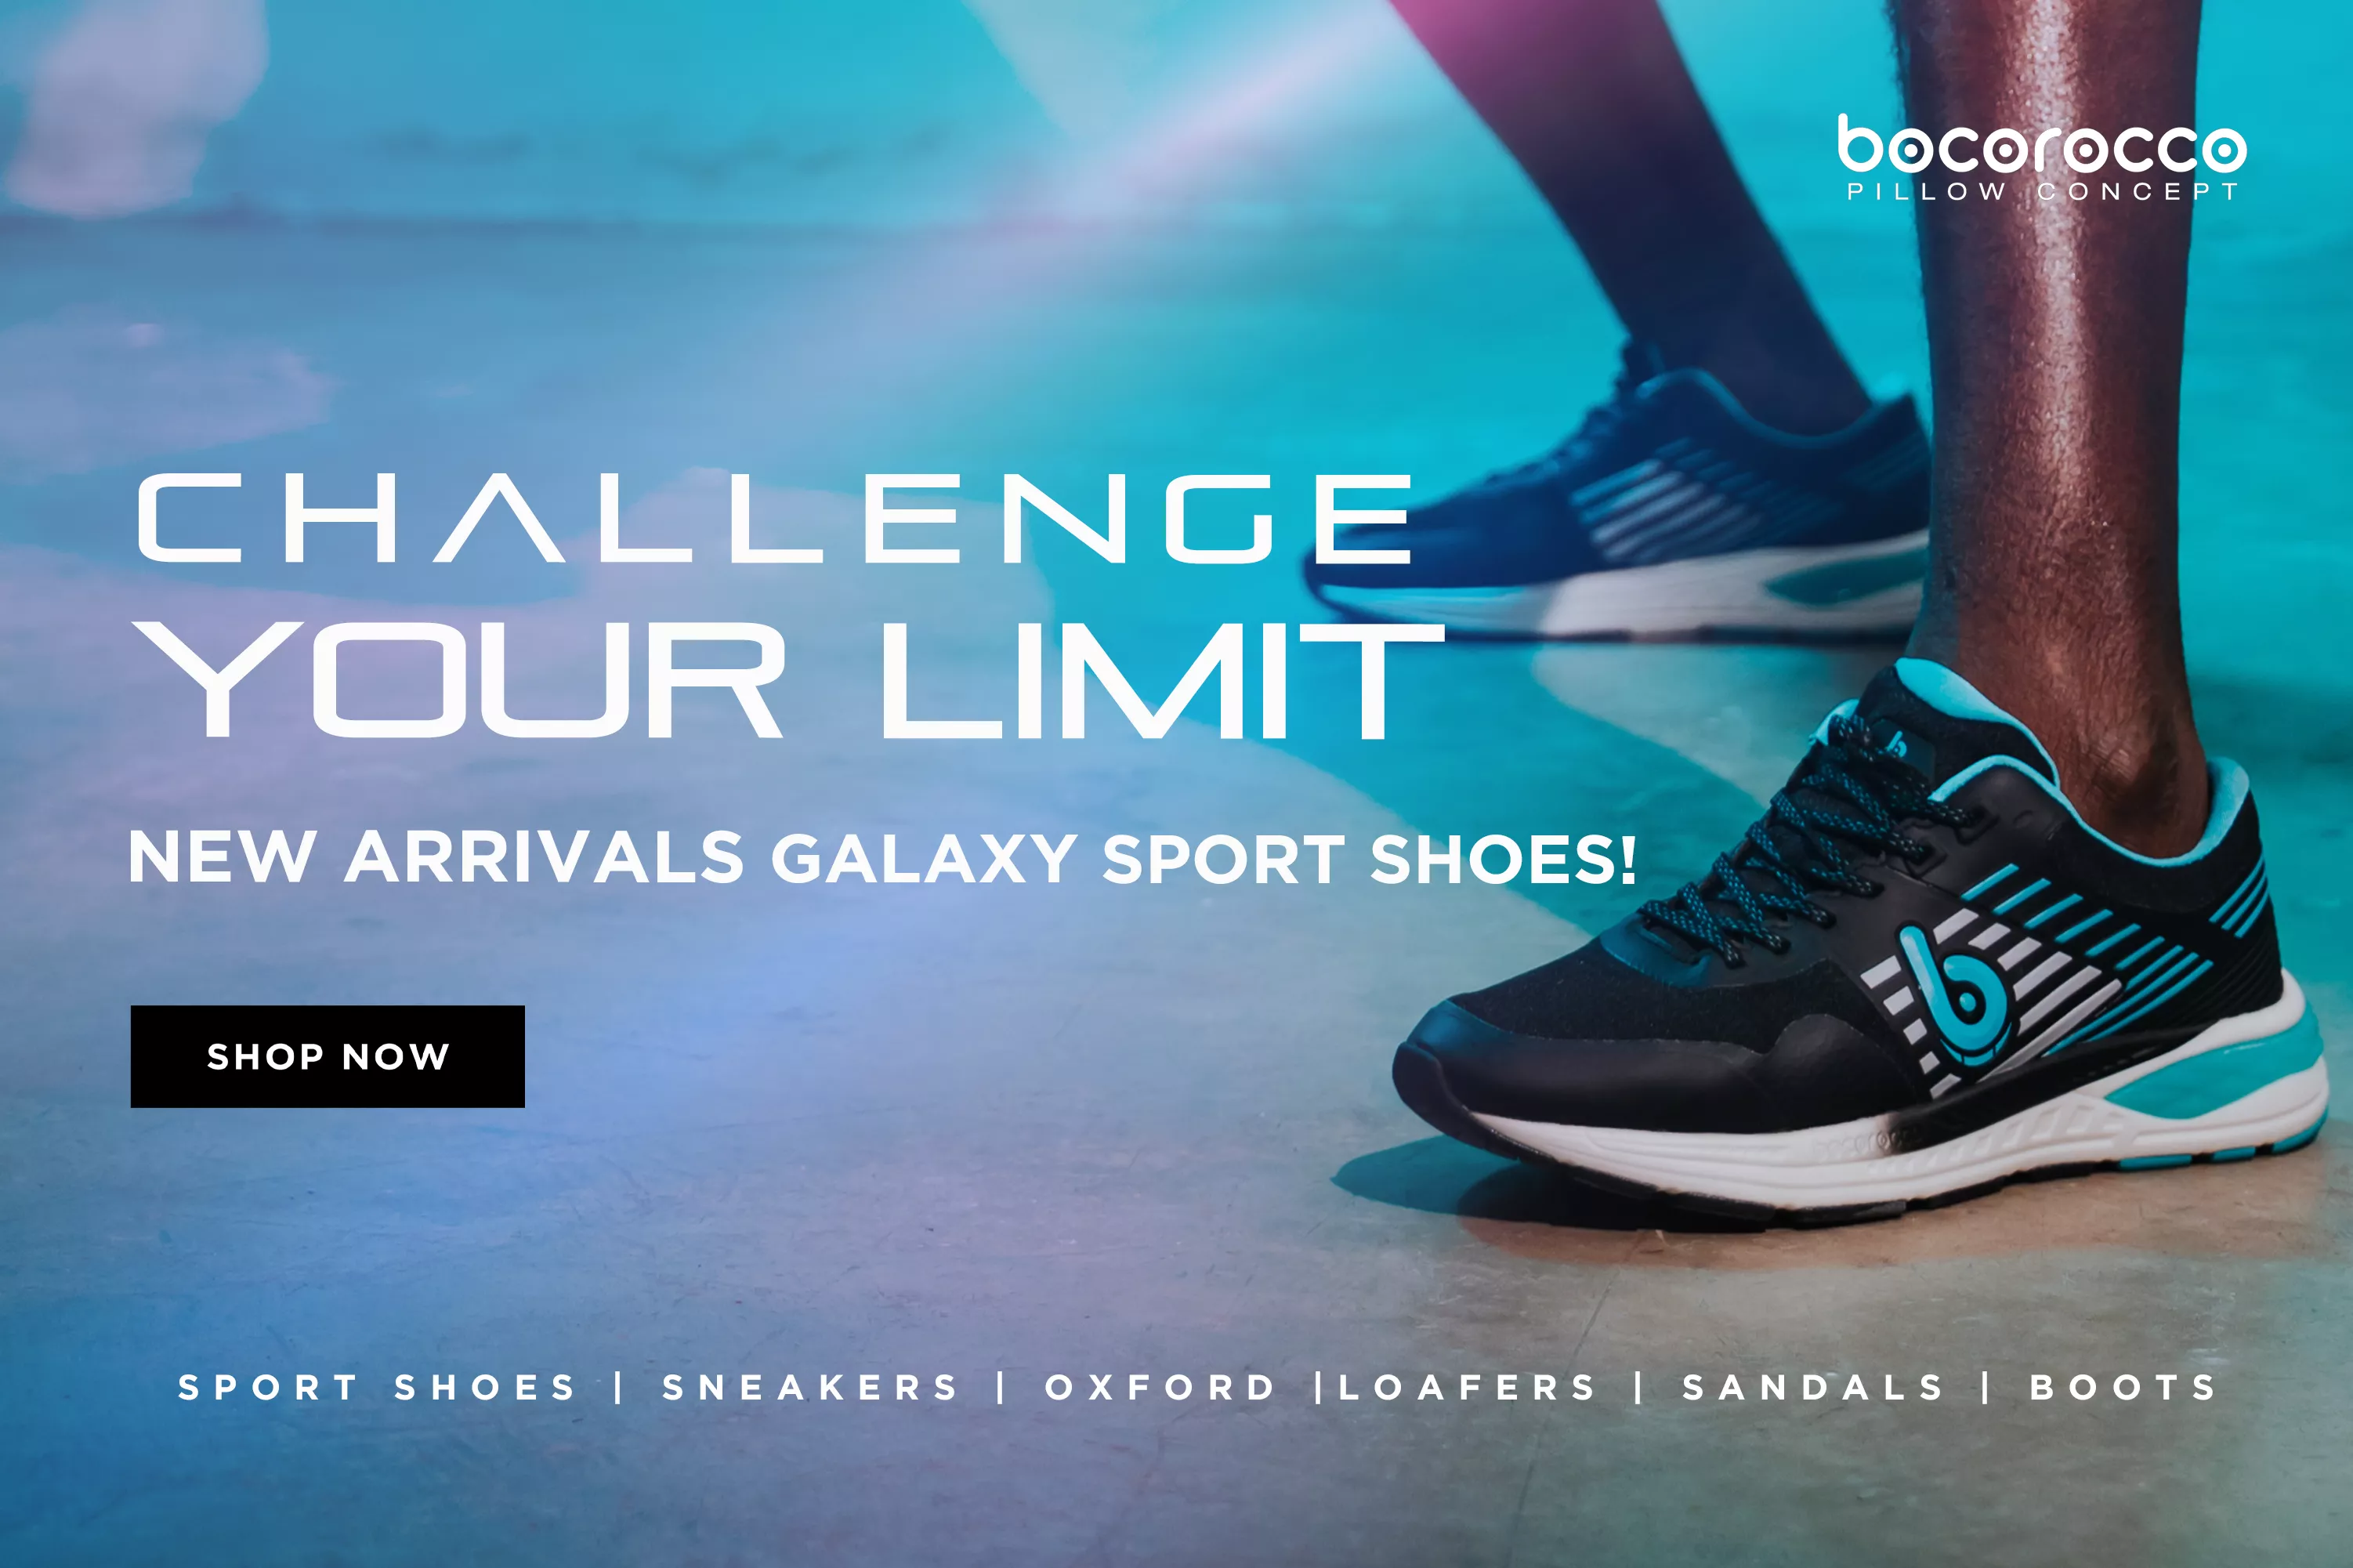 bocorocco
PILLOW CONCEPT
CHALLENGE
YOUR LIMIT
NEW ARRIVALS GALAXY SPORT SHOES!
b
b
SHOP NOW
bocorocco
SPORT SHOES | SNEAKERS | OXFORD |LOAFERS | SANDALS | BOOTS